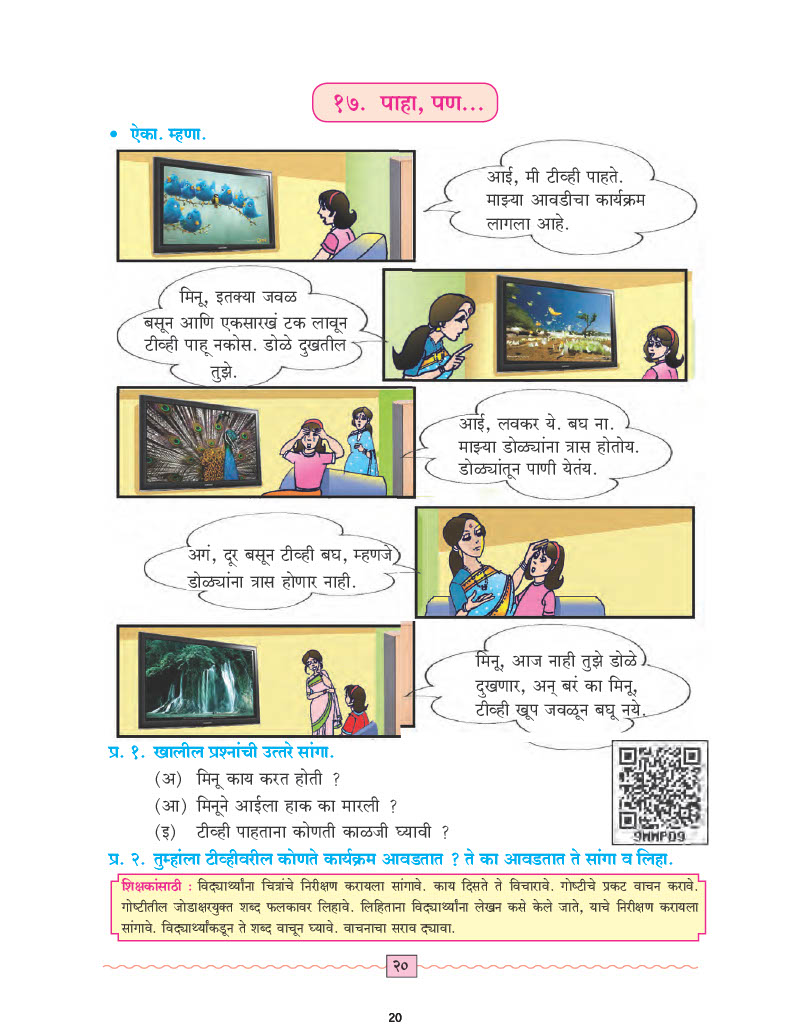 १७. पाहा, पण...
• ऐका. म्हणा.
आई, मी टीव्ही पाहते.
माझ्या आवडीचा कार्यक्रम
लागला आहे.
मिनू, इतक्या जवळ
बसून आणि एकसारखं टक लावून
टीव्ही पाहू नकोस. डोळे दुखतील
तुझे.
आई, लवकर ये. बघ ना.
माझ्या डोळ्यांना त्रास होतोय.
डोळ्यांतून पाणी येतंय.
अगं, दूर बसून टीव्ही बघ, म्हणजे
डोळ्यांना त्रास होणार नाही.
मिनू, आज नाही तुझे डोळे
दुखणार, अन् बरं का मिनू,
टीव्ही खूप जवळून बघू नये.
प्र. १. खालील प्रश्नांची उत्तरे सांगा.
(अ) मिनू काय करत होती ?
(आ) मिनूने आईला हाक का मारली ?
(इ) टीव्ही पाहताना कोणती काळजी घ्यावी ?
9MMPD9
प्र. २. तुम्हांला टीव्हीवरील कोणते कार्यक्रम आवडतात ? ते का आवडतात ते सांगा व लिहा.
शिक्षकांसाठी : विद्यार्थ्यांना चित्रांचे निरीक्षण करायला सांगावे. काय दिसते ते विचारावे. गोष्टीचे प्रकट वाचन करावे.
गोष्टीतील जोडाक्षरयुक्त शब्द फलकावर लिहावे. लिहिताना विद्यार्थ्यांना लेखन कसे केले जाते, याचे निरीक्षण करायला
सांगावे. विद्यार्थ्यांकडून ते शब्द वाचून घ्यावे. वाचनाचा सराव द्यावा.
२०
20